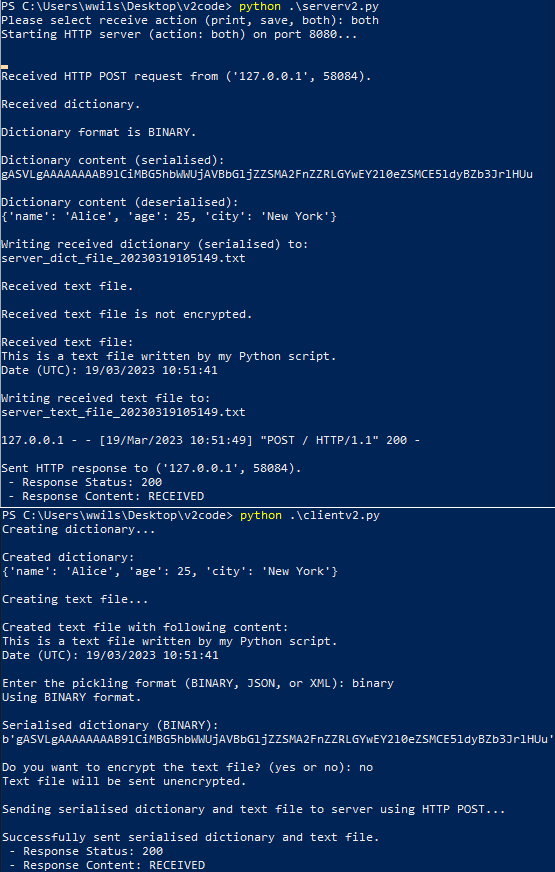 PS C:\Users\wwils\Desktop\v2code> python .\serverv2.py
Please select receive action (print, save, both): both
Starting HTTP server (action: both) on port 8080...
Received HTTP POST request from ('127.0.0.1', 58084).
Received dictionary.
Dictionary format is BINARY.
Dictionary content (serialised):
gASVLgAAAAAAAAB9lCiMBG5hbWWUjAVBbGljZZSMA2FnZZRLGYwEY2l0eZSMCE5ldyBZb3JrlHUu
Dictionary content (deserialised):
{'name': 'Alice', 'age': 25, 'city': 'New York'}
Writing received dictionary (serialised) to:
server_dict_file_20230319105149.txt
Received text file.
Received text file is not encrypted.
Received text file:
This is a text file written by my Python script.
Date (UTC): 19/03/2023 10:51:41
Writing received text file to:
server_text_file_20230319105149.txt
127.0.0.1 - - [19/Mar/2023 10:51:49] "POST / HTTP/1.1" 200 -
Sent HTTP response to ('127.0.0.1', 58084).
 - Response Status: 200
 - Response Content: RECEIVED
PS C:\Users\wwils\Desktop\v2code> python .\clientv2.py
Creating dictionary...
Created dictionary:
{'name': 'Alice', 'age': 25, 'city': 'New York'}
Creating text file...
Created text file with following content:
This is a text file written by my Python script.
Date (UTC): 19/03/2023 10:51:41
Enter the pickling format (BINARY, JSON, or XML): binary
Using BINARY format.
Serialised dictionary (BINARY):
b'gASVLgAAAAAAAAB9lCiMBG5hbWWUjAVBbGljZZSMA2FnZZRLGYwEY2l0eZSMCE5ldyBZb3JrlHUu'
Do you want to encrypt the text file? (yes or no): no
Text file will be sent unencrypted.
Sending serialised dictionary and text file to server using HTTP POST...
Successfully sent serialised dictionary and text file.
 - Response Status: 200
 - Response Content: RECEIVED